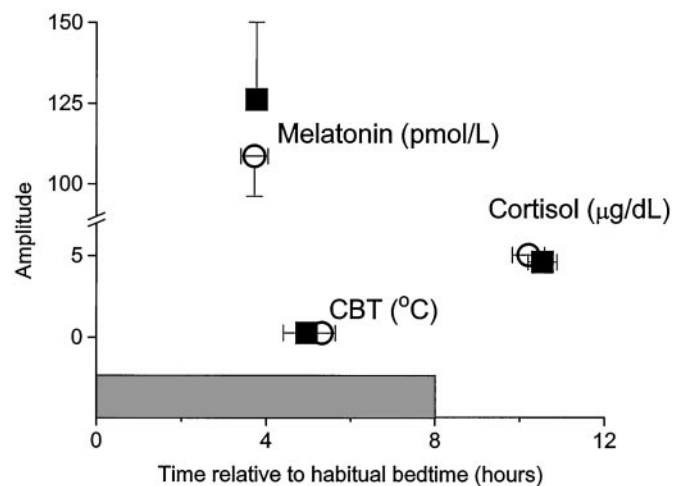 150
125
Melatonin (pmol/L)
100
Cortisol (μg/dL)
Amplitude
5
CBT (°C)
0
0 4 8 12
Time relative to habitual bedtime (hours)